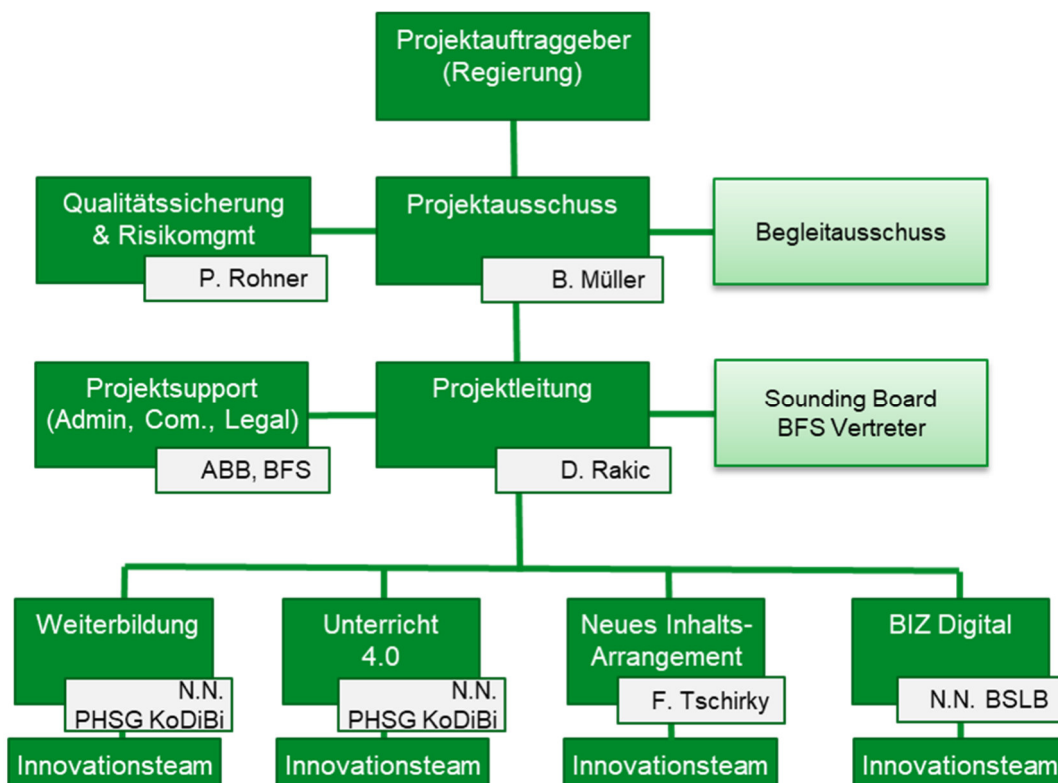 Projektauftraggeber
(Regierung)
Qualitätssicherung
& Risikomgmt
P. Rohner
Projektausschuss
B. Müller
Begleitausschuss
Projektsupport
(Admin, Com., Legal)
ABB, BFS
Projektleitung
D. Rakic
Sounding Board
BFS Vertreter
Weiterbildung
N.N.
PHSG KoDiBi
Innovationsteam
Unterricht
4.0
N.N.
PHSG KoDiBi
Innovationsteam
Neues Inhalts-
Arrangement
F. Tschirky
Innovationsteam
BIZ Digital
N.N. BSLB
Innovationsteam